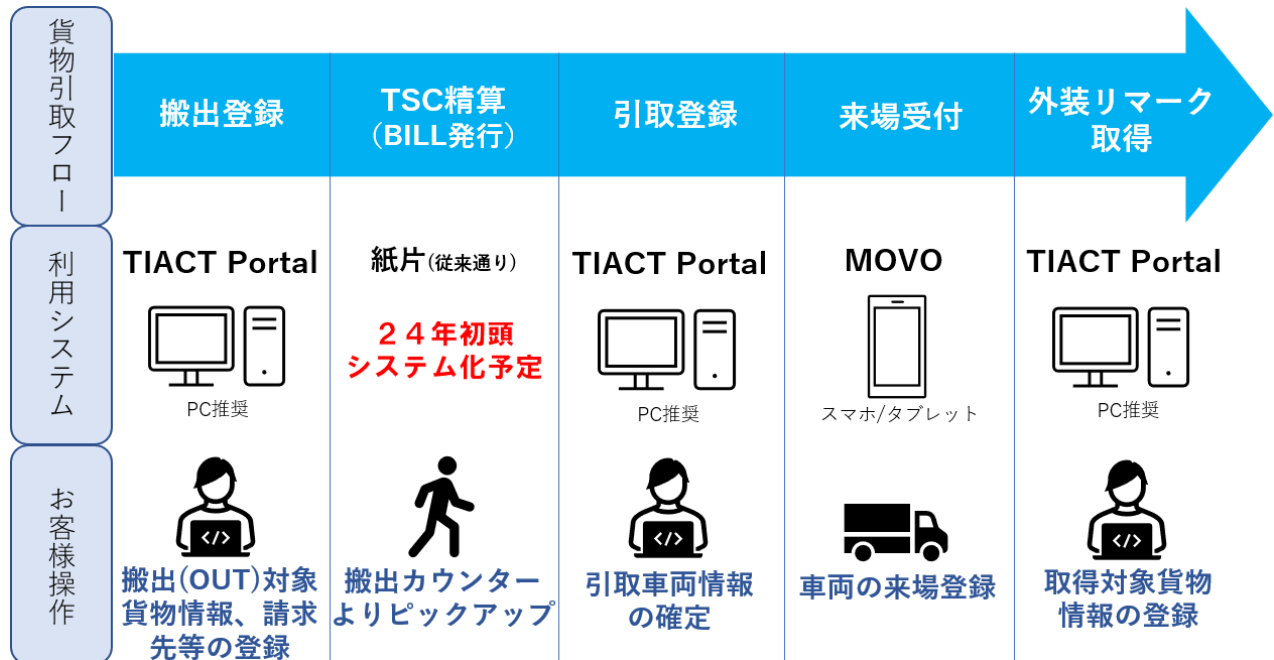 貨物引取フロー
搬出登録
TSC精算
(BILL発行)
引取登録
来場受付
外装リマーク
取得
利用システム
TIACT Portal
PC推奨
紙片(従来通り)
２４年初頭
システム化予定
TIACT Portal
PC推奨
MOVO
スマホ/タブレット
TIACT Portal
PC推奨
お客様操作
</>
搬出(OUT)対象
貨物情報、請求
先等の登録
搬出カウンター
よりピックアップ
</>
引取車両情報
の確定
車両の来場登録
</>
取得対象貨物
情報の登録